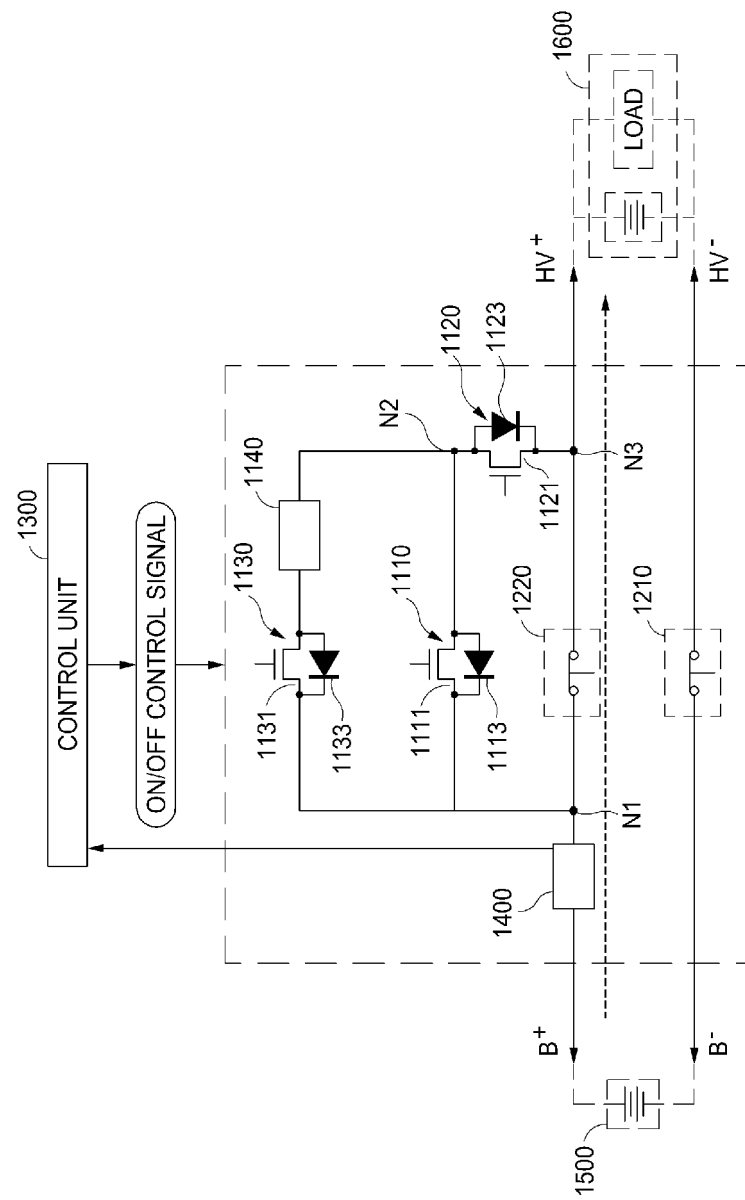 1300
CONTROL UNIT
ON/OFF CONTROL SIGNAL
1130
1140
1131
1133
N2
1110
1120
1123
1111
1113
1121
1600
LOAD
HV+
1400
N1
1220
N3
B+
1500
1210
B-
HV-